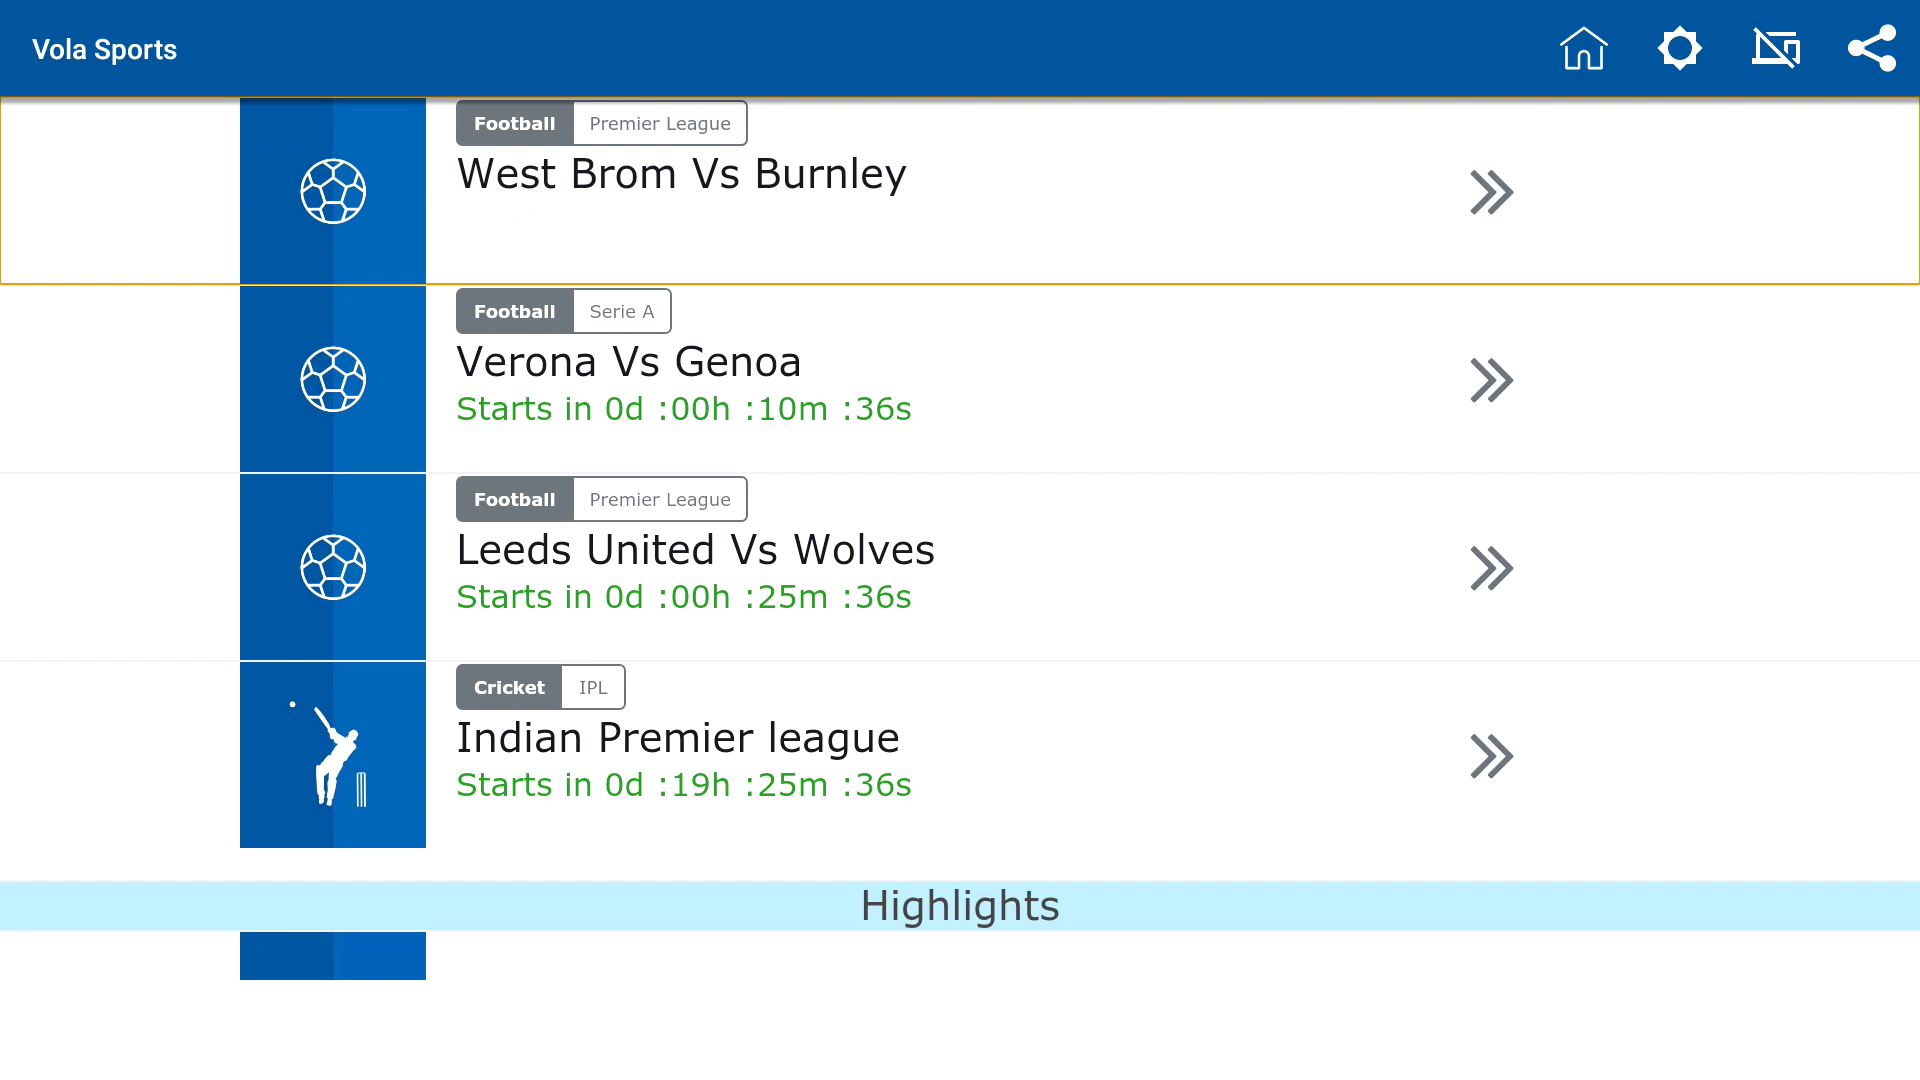 Vola Sports
Football Premier League
West Brom Vs Burnley
Football Serie A
Verona Vs Genoa
Starts in 0d :00h :10m :36s
Football Premier League
Leeds United Vs Wolves
Starts in 0d :00h :25m :36s
Cricket IPL
Indian Premier league
Starts in 0d :19h :25m :36s
Highlights